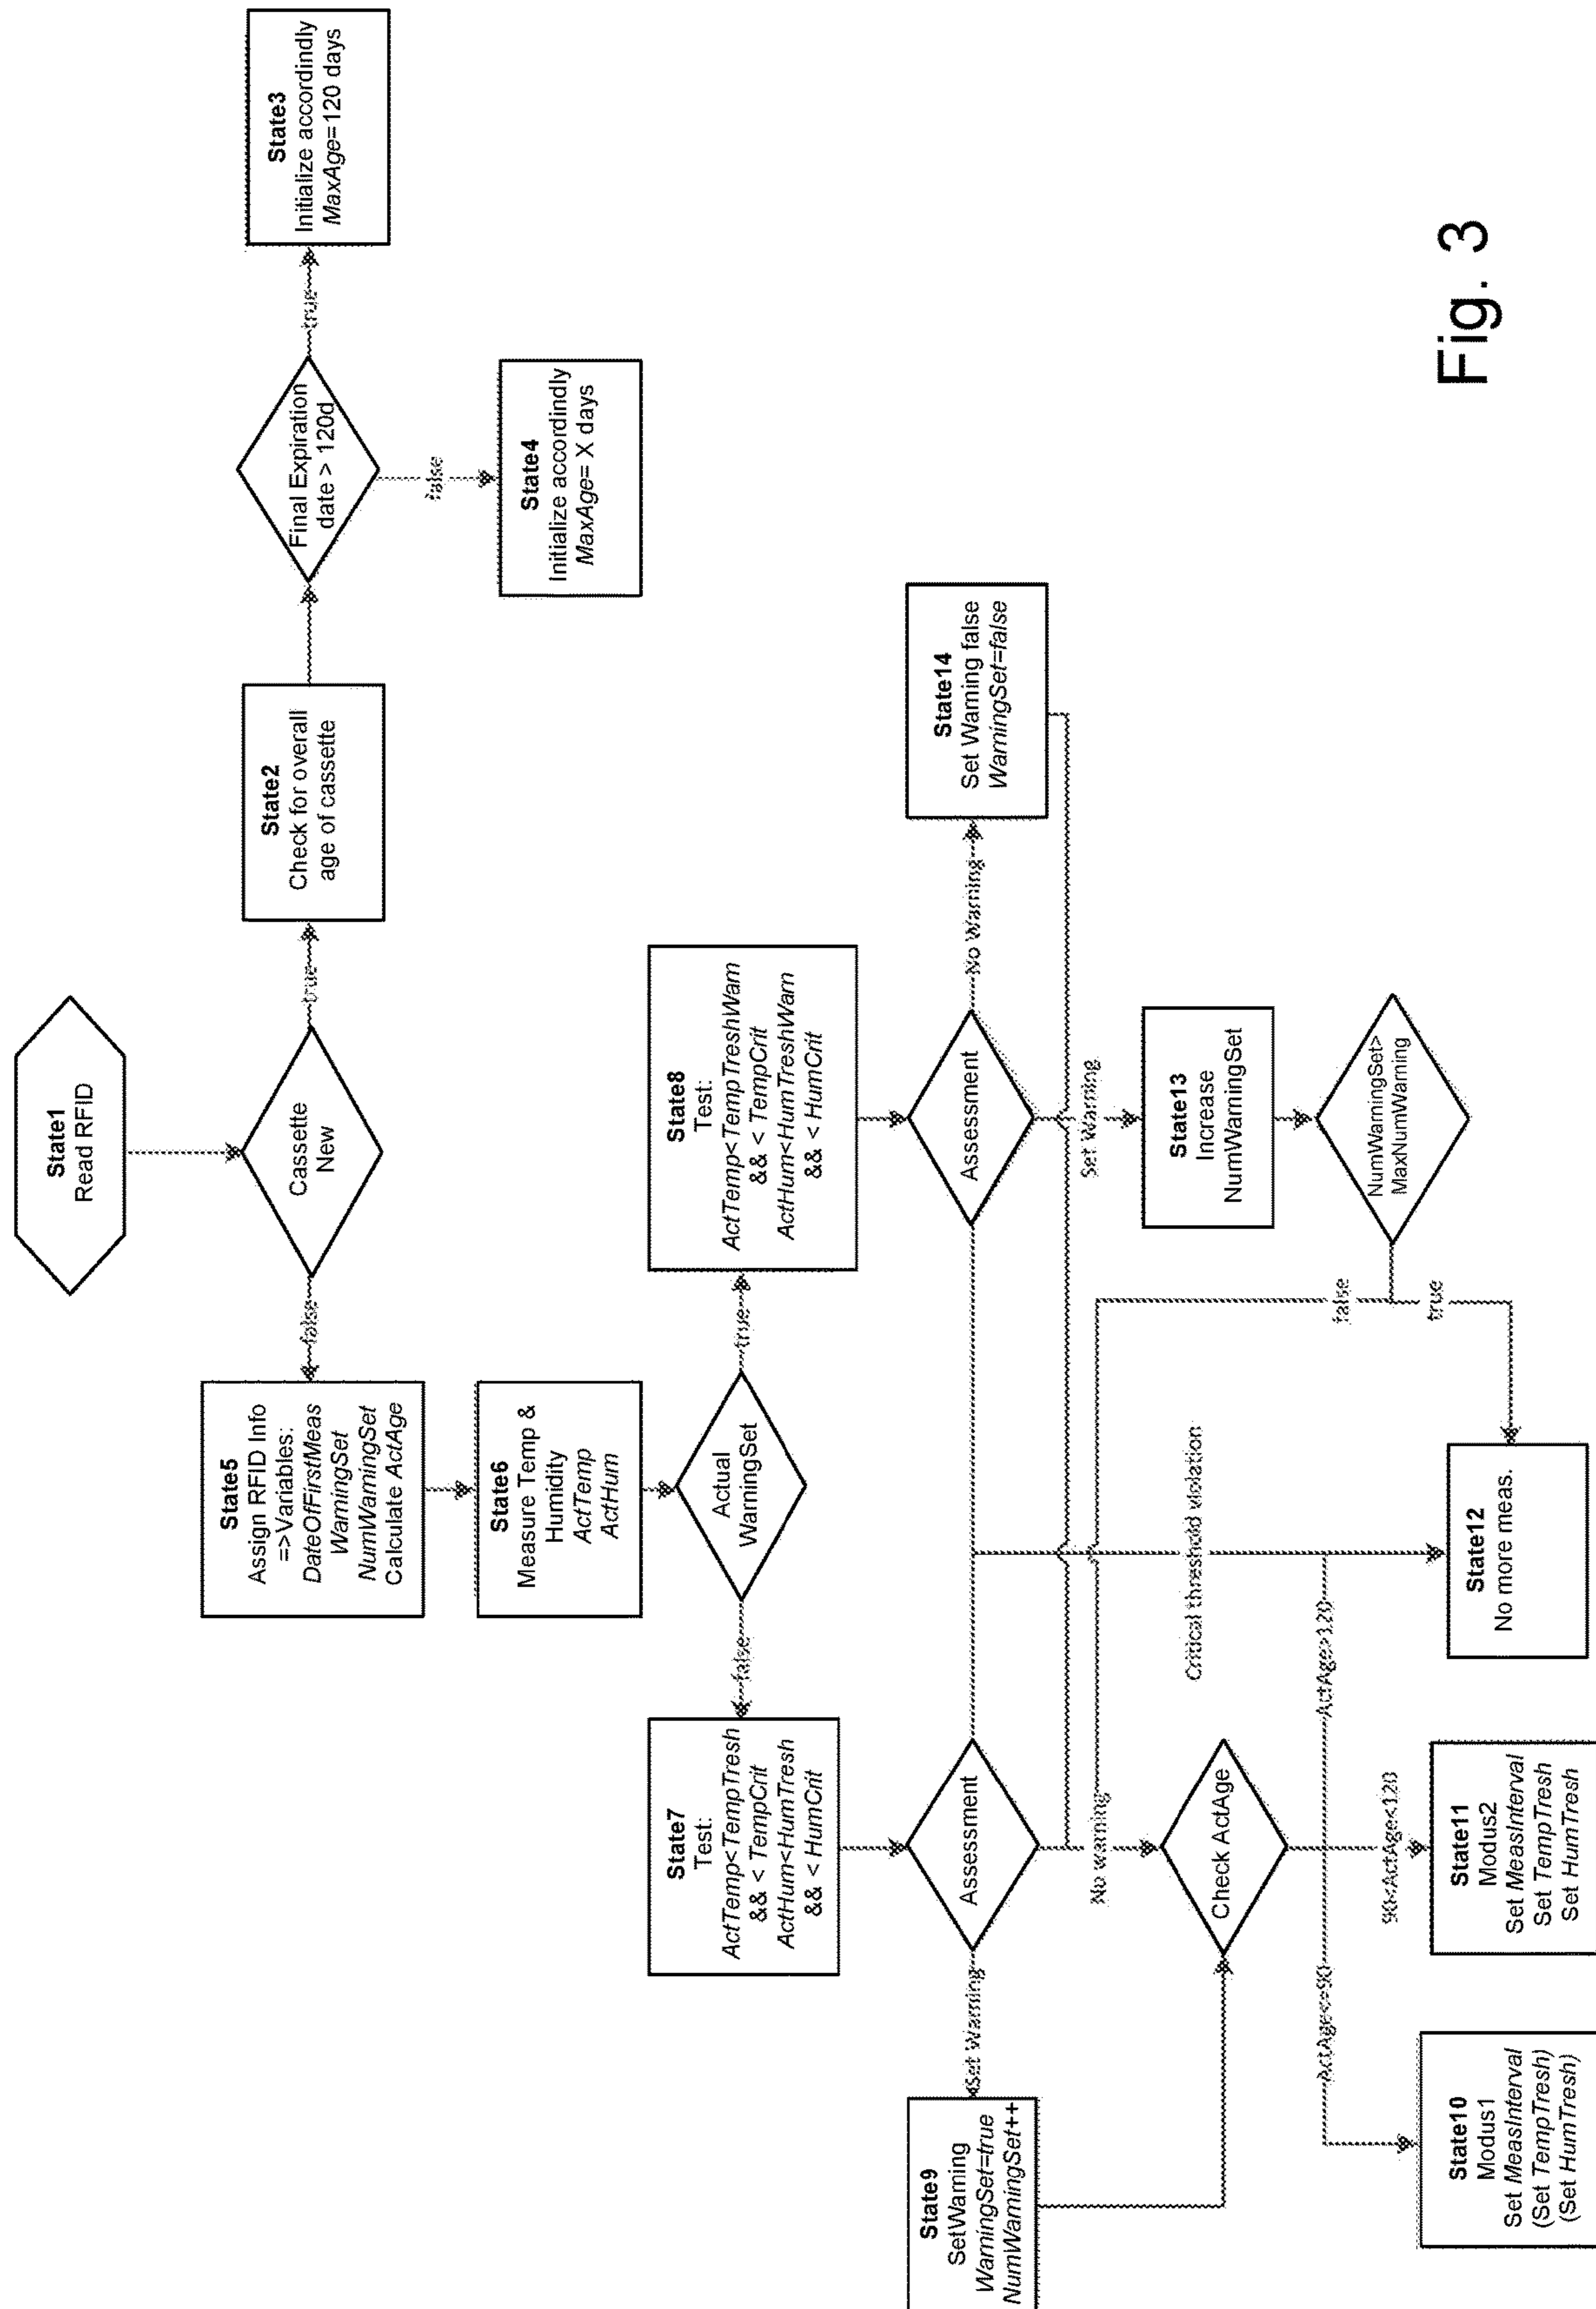 State1
Read RFID
Cassette
New
true
false
State2
Check for overall
age of cassette
Final Expiration
date > 120d
true
false
State3
Initialize accordindly
MaxAge=120 days
State4
Initialize accordindly
MaxAge= X days
State5
Assign RFID Info
=>Variables:
DateOfFirstMeas
WarningSet
NumWarningSet
Calculate ActAge
State6
Measure Temp &
Humidity
ActTemp
ActHum
Actual
WarningSet
false
true
State7
Test:
ActTemp<TempTresh
&& < TempCrit
ActHum<HumTresh
&& < HumCrit
State8
Test:
ActTemp<TempTreshWarn
&& < TempCrit
ActHum<HumTreshWarn
&& < HumCrit
Assessment
Set Warning
No warning
Assessment
No Warning
Set Warning
Critical threshold violation
State9
SetWarning
WarningSet=true
NumWarningSet++
State14
Set Warning false
WarningSet=false
State13
Increase
NumWarningSet
NumWarningSet>
MaxNumWarning
false
true
Check ActAge
ActAge<=90
90<ActAge<120
ActAge>120
State10
Modus1
Set MeasInterval
(Set TempTresh)
(Set HumTresh)
State11
Modus2
Set MeasInterval
Set TempTresh
Set HumTresh
State12
No more meas.
Fig. 3